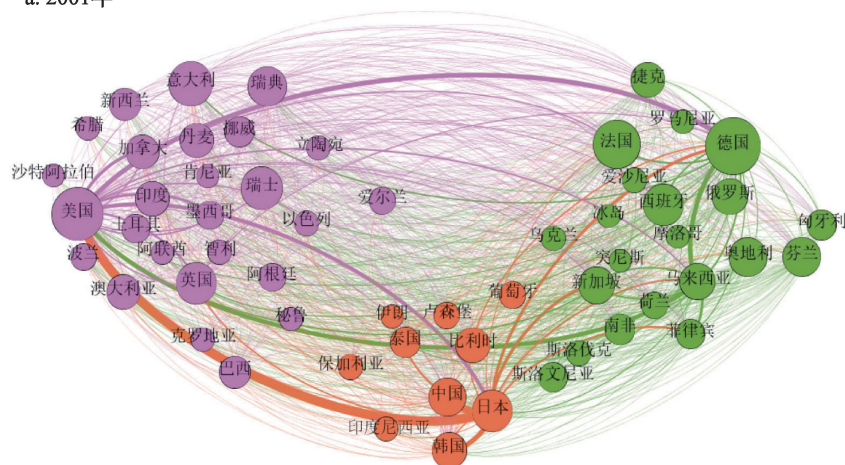 a. 2001年
捷克
意大利
瑞典
新西兰
罗马尼亚
希腊
丹麦
挪威
法国
德国
加拿大
立陶宛
沙特阿拉伯
肯尼亚
瑞士
爱沙尼亚
俄罗斯
印度
爱尔兰
西班牙
美国
墨西哥
冰岛
以色列
匈牙利
土耳其
乌克兰
摩洛哥
波兰
阿联酋
智利
突尼斯
奥地利
芬兰
英国
阿根廷
新加坡
马来西亚
澳大利亚
葡萄牙
荷兰
秘鲁
伊朗
卢森堡
南非
菲律宾
克罗地亚
泰国
比利时
斯洛伐克
保加利亚
巴西
斯洛文尼亚
中国
日本
印度尼西亚
韩国